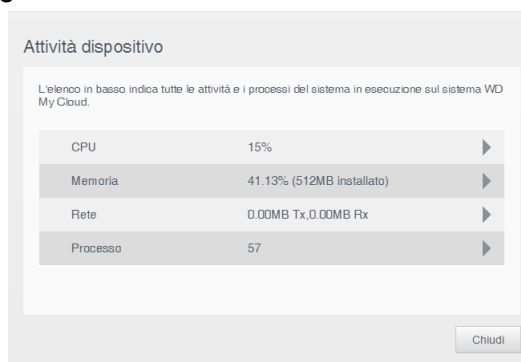 Attività dispositivo
L'elenco in basso indica tutte le attività e i processi del sistema in esecuzione sul sistema WD
My Cloud.
CPU 15%
Memoria 41.13% (512MB installato)
Rete 0.00MB Tx,0.00MB Rx
Processo 57
Chiudi